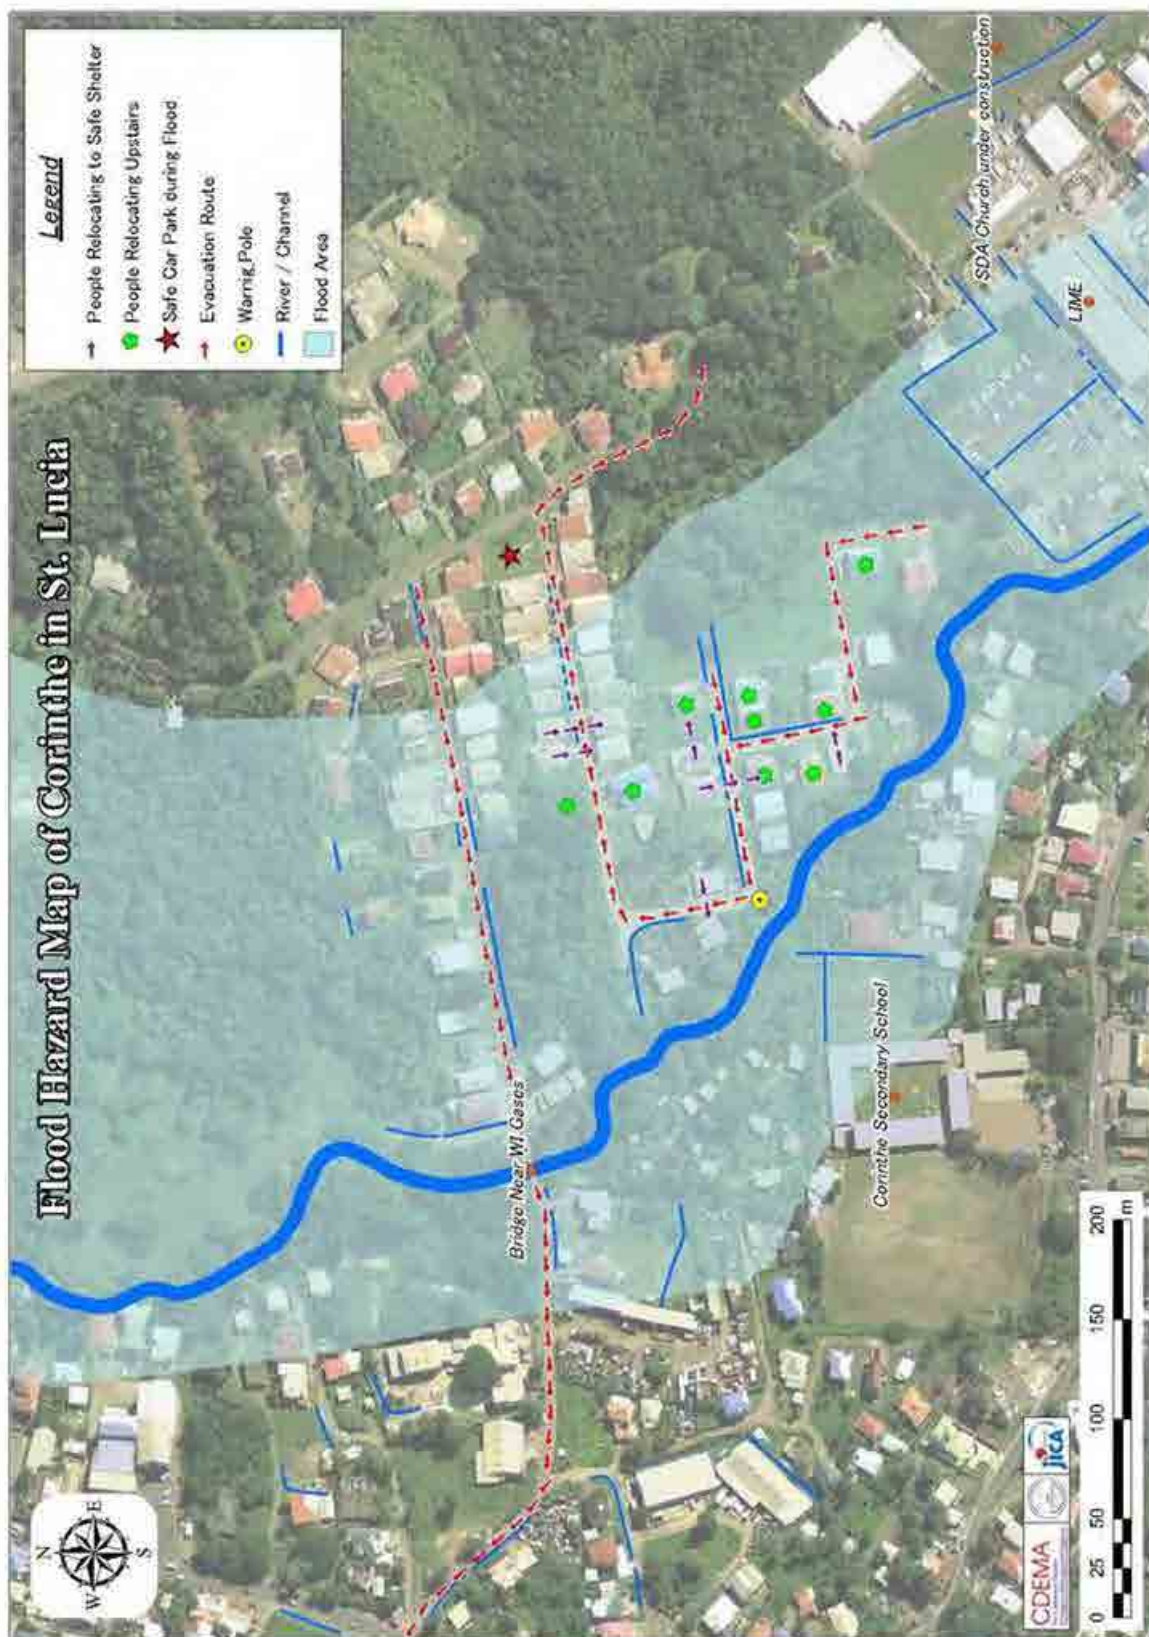 Flood Hazard Map of Corinthe in St. Lucia
Legend
People Relocating to Safe Shelter
People Relocating Upstairs
Safe Car Park during Flood
Evacuation Route
Warnig Pole
River / Channel
Flood Area
N
W
E
S
Bridge Near WI Gases
Corinthe Secondary School
SDA Church under construction
LIME
CDEMA
JICA
0 25 50 100 150 200
m